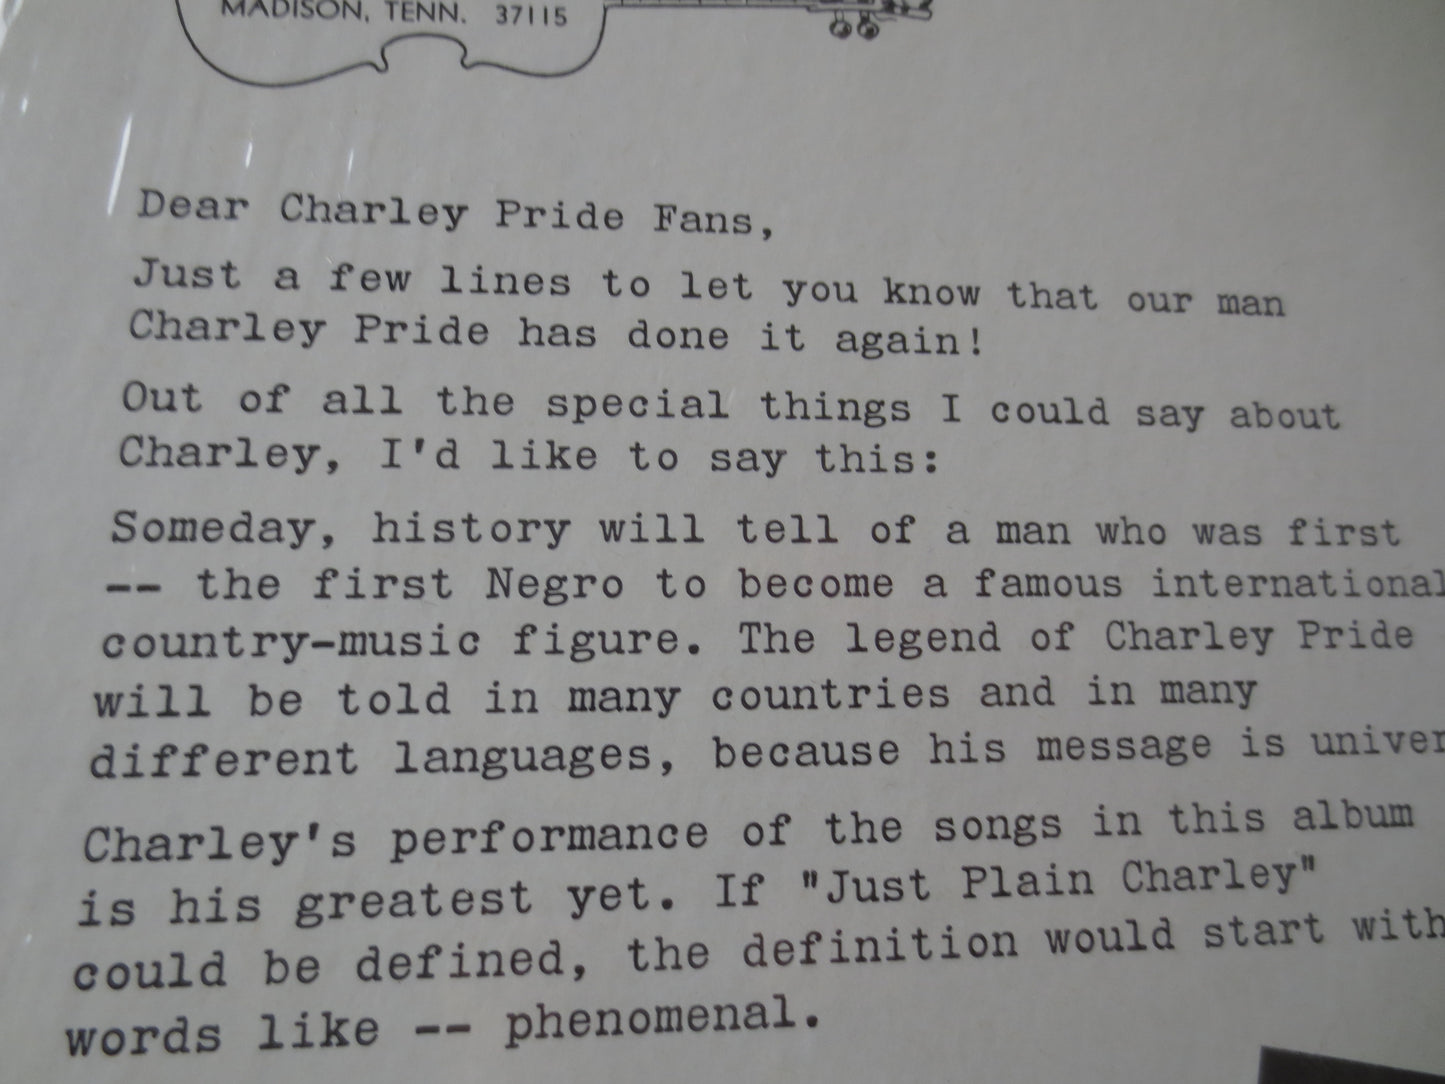 MADISON, TENN. 37115
Dear Charley Pride Fans,
Just a few lines to let you know that our man
Charley Pride has done it again!
Out of all the special things I could say about
Charley, I'd like to say this:
Someday, history will tell of a man who was first
-- the first Negro to become a famous international
country-music figure. The legend of Charley Pride
will be told in many countries and in many
different languages, because his message is univer
Charley's performance of the songs in this album
is his greatest yet. If "Just Plain Charley"
could be defined, the definition would start with
words like -- phenomenal.